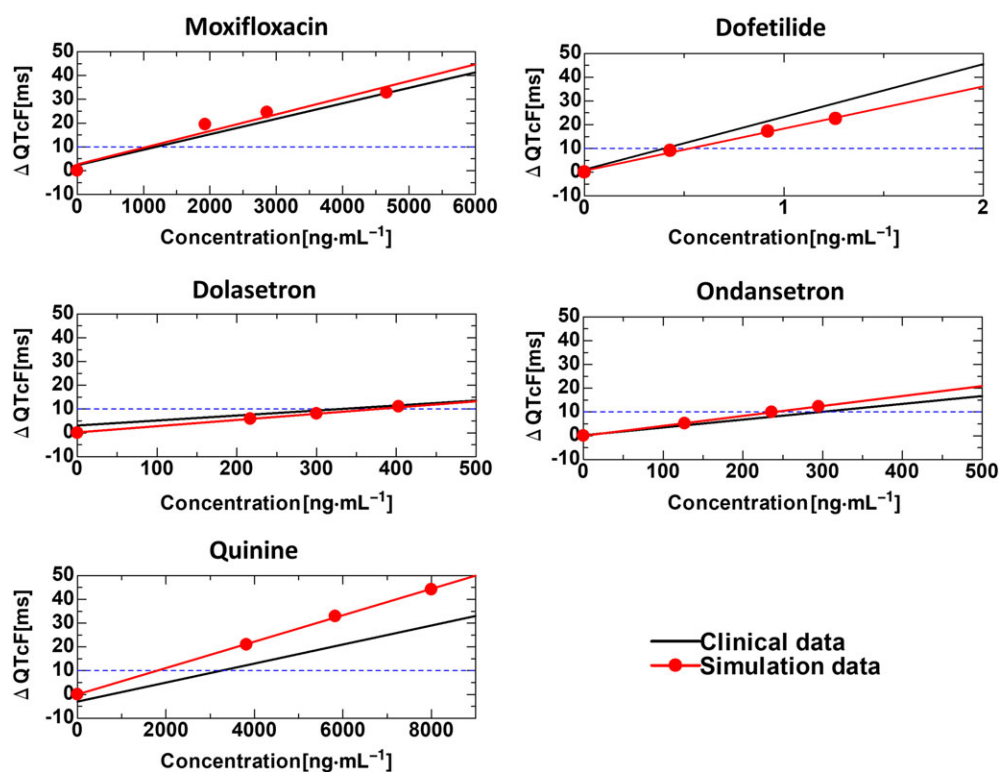 Moxifloxacin
50
40
30
20
10
0
-10
Δ QTcF[ms]
0 1000 2000 3000 4000 5000 6000
Concentration[ng·mL⁻¹]
Dofetilide
50
40
30
20
10
0
-10
Δ QTcF[ms]
0 1 2
Concentration[ng·mL⁻¹]
Dolasetron
50
40
30
20
10
0
-10
Δ QTcF[ms]
0 100 200 300 400 500
Concentration[ng·mL⁻¹]
Ondansetron
50
40
30
20
10
0
-10
Δ QTcF[ms]
0 100 200 300 400 500
Concentration[ng·mL⁻¹]
Quinine
50
40
30
20
10
0
-10
Δ QTcF[ms]
0 2000 4000 6000 8000
Concentration[ng·mL⁻¹]
Clinical data
Simulation data